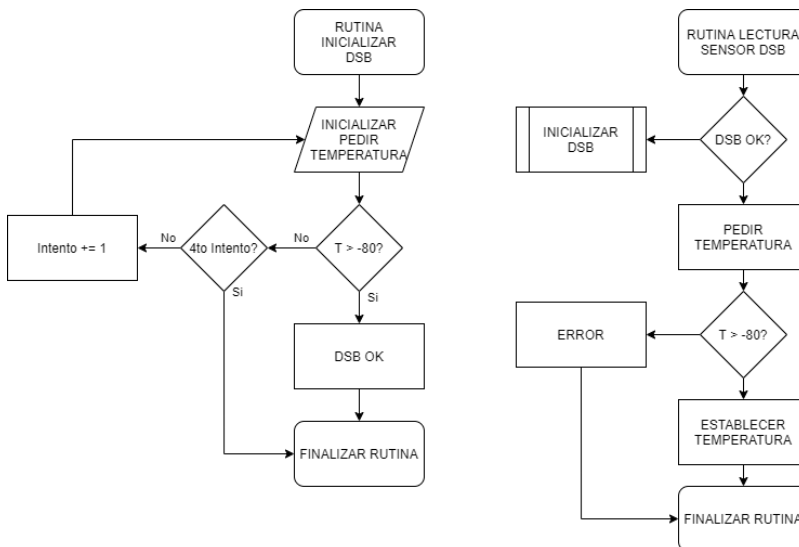 RUTINA
INICIALIZAR
DSB
INICIALIZAR
PEDIR
TEMPERATURA
T > -80?
No
4to Intento?
No
Intento += 1
Si
Si
DSB OK
FINALIZAR RUTINA
RUTINA LECTURA
SENSOR DSB
DSB OK?
INICIALIZAR
DSB
PEDIR
TEMPERATURA
T > -80?
ERROR
ESTABLECER
TEMPERATURA
FINALIZAR RUTINA